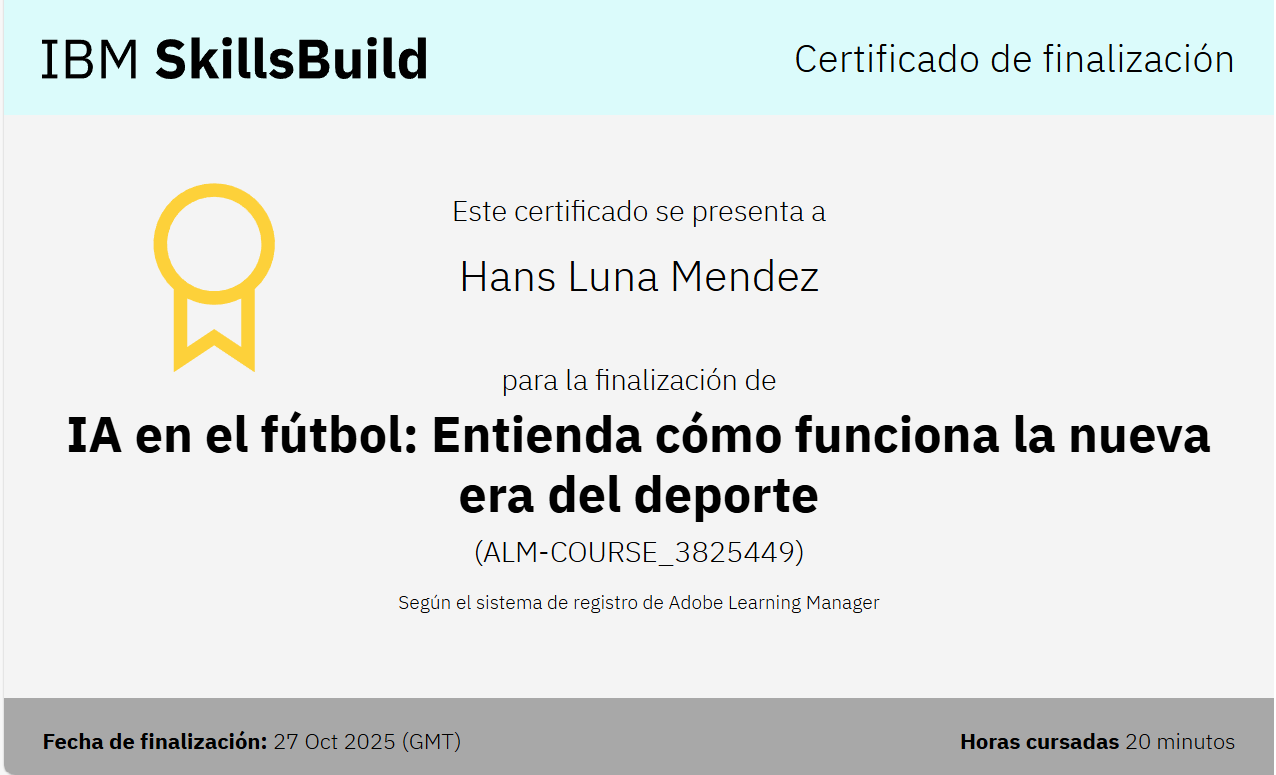 IBM SkillsBuild
Certificado de finalización
Este certificado se presenta a
Hans Luna Mendez
para la finalización de
IA en el fútbol: Entienda cómo funciona la nueva
era del deporte
(ALM-COURSE_3825449)
Según el sistema de registro de Adobe Learning Manager
Fecha de finalización: 27 Oct 2025 (GMT)
Horas cursadas 20 minutos